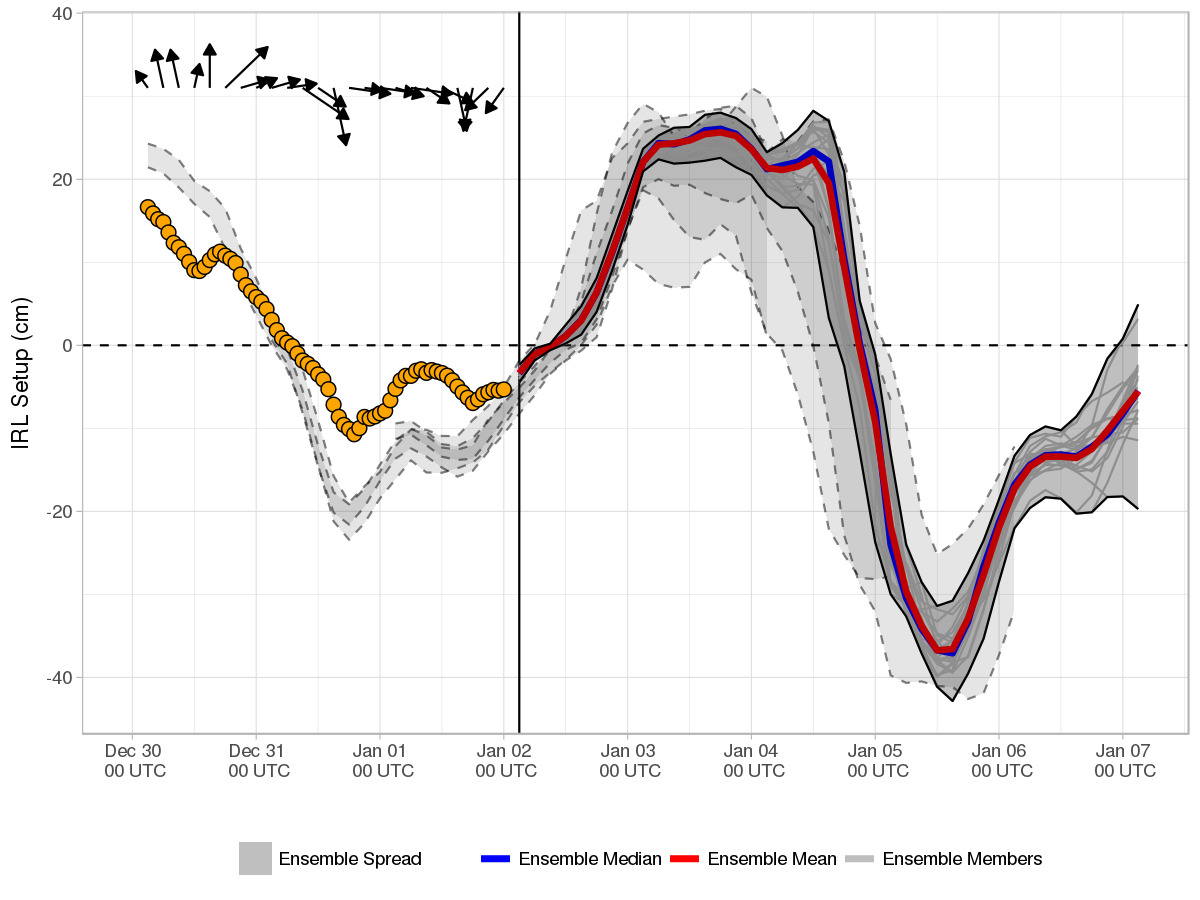 IRL Setup (cm)
40
20
0
-20
-40
Dec 30 Dec 31 Jan 01 Jan 02 Jan 03 Jan 04 Jan 05 Jan 06 Jan 07
00 UTC 00 UTC 00 UTC 00 UTC 00 UTC 00 UTC 00 UTC 00 UTC 00 UTC
Ensemble Spread Ensemble Median Ensemble Mean Ensemble Members